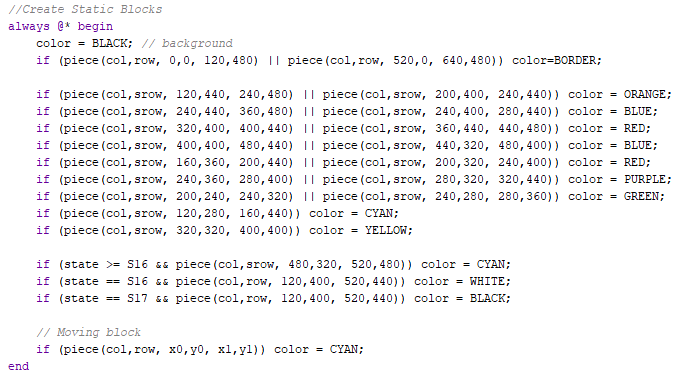 //Create Static Blocks
always @* begin
    color = BLACK; // background
    if (piece(col,row, 0,0, 120,480) || piece(col,row, 520,0, 640,480)) color=BORDER;

    if (piece(col,srow, 120,440, 240,480) || piece(col,srow, 200,400, 240,440)) color = ORANGE;
    if (piece(col,srow, 240,440, 360,480) || piece(col,srow, 240,400, 280,440)) color = BLUE;
    if (piece(col,srow, 320,400, 400,440) || piece(col,srow, 360,440, 440,480)) color = RED;
    if (piece(col,srow, 400,400, 480,440) || piece(col,srow, 440,320, 480,400)) color = BLUE;
    if (piece(col,srow, 160,360, 200,440) || piece(col,srow, 200,320, 240,400)) color = RED;
    if (piece(col,srow, 240,360, 280,400) || piece(col,srow, 280,320, 320,440)) color = PURPLE;
    if (piece(col,srow, 200,240, 240,320) || piece(col,srow, 240,280, 280,360)) color = GREEN;
    if (piece(col,srow, 120,280, 160,440)) color = CYAN;
    if (piece(col,srow, 320,320, 400,400)) color = YELLOW;

    if (state >= S16 && piece(col,srow, 480,320, 520,480)) color = CYAN;
    if (state == S16 && piece(col,row, 120,400, 520,440)) color = WHITE;
    if (state == S17 && piece(col,row, 120,400, 520,440)) color = BLACK;

    // Moving block
    if (piece(col,row, x0,y0, x1,y1)) color = CYAN;
end